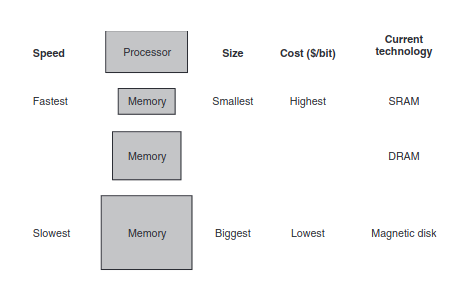 Speed Processor Size Cost ($/bit) Current
technology
Fastest Memory Smallest Highest SRAM
Memory DRAM
Slowest Memory Biggest Lowest Magnetic disk